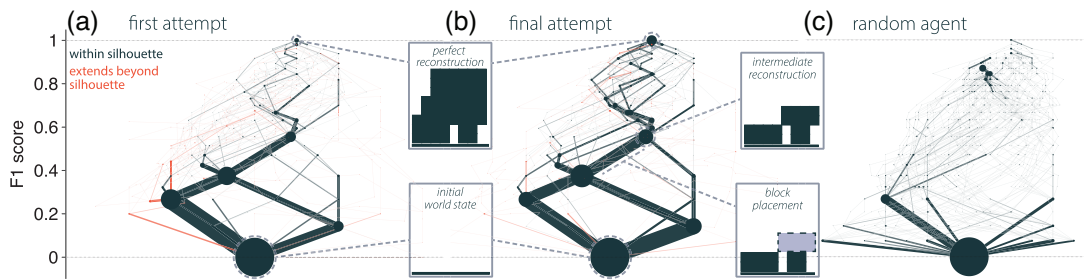 (a) first attempt
(b) final attempt
(c) random agent
F1 score
1
0.8
0.6
0.4
0.2
0
within silhouette
extends beyond
silhouette
perfect
reconstruction
initial
world state
intermediate
reconstruction
block
placement